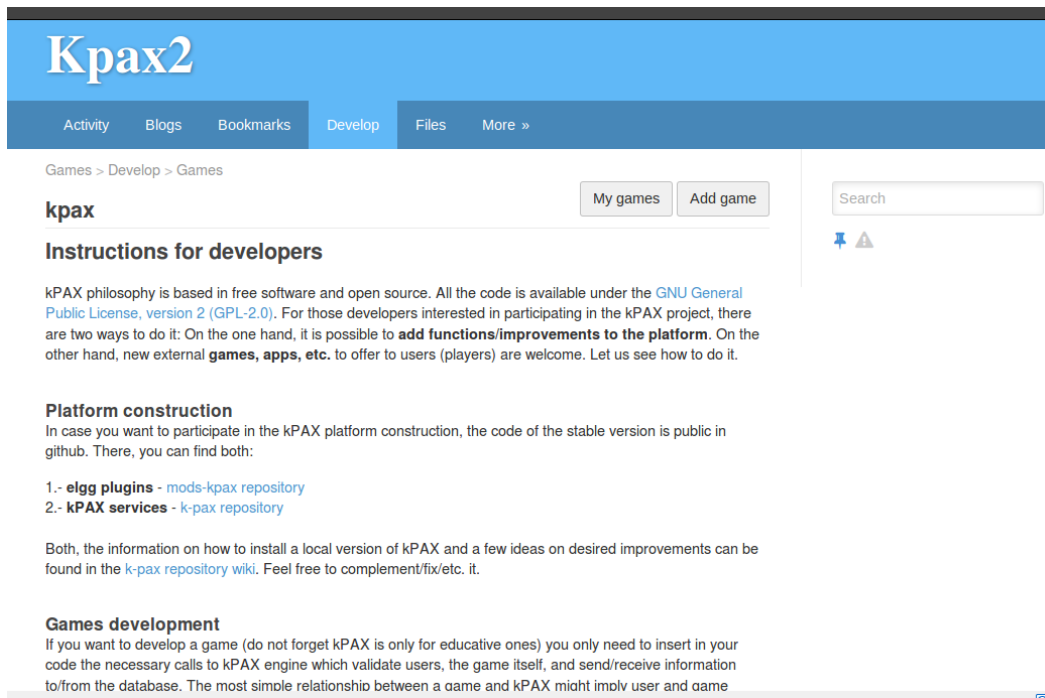 Kpax2
Activity Blogs Bookmarks Develop Files More »
Games > Develop > Games
My games Add game
Search
kpax
Instructions for developers
kPAX philosophy is based in free software and open source. All the code is available under the GNU General
Public License, version 2 (GPL-2.0). For those developers interested in participating in the kPAX project, there
are two ways to do it: On the one hand, it is possible to add functions/improvements to the platform. On the
other hand, new external games, apps, etc. to offer to users (players) are welcome. Let us see how to do it.
Platform construction
In case you want to participate in the kPAX platform construction, the code of the stable version is public in
github. There, you can find both:
1.- elgg plugins - mods-kpax repository
2.- kPAX services - k-pax repository
Both, the information on how to install a local version of kPAX and a few ideas on desired improvements can be
found in the k-pax repository wiki. Feel free to complement/fix/etc. it.
Games development
If you want to develop a game (do not forget kPAX is only for educative ones) you only need to insert in your
code the necessary calls to kPAX engine which validate users, the game itself, and send/receive information
to/from the database. The most simple relationship between a game and kPAX might imply user and game